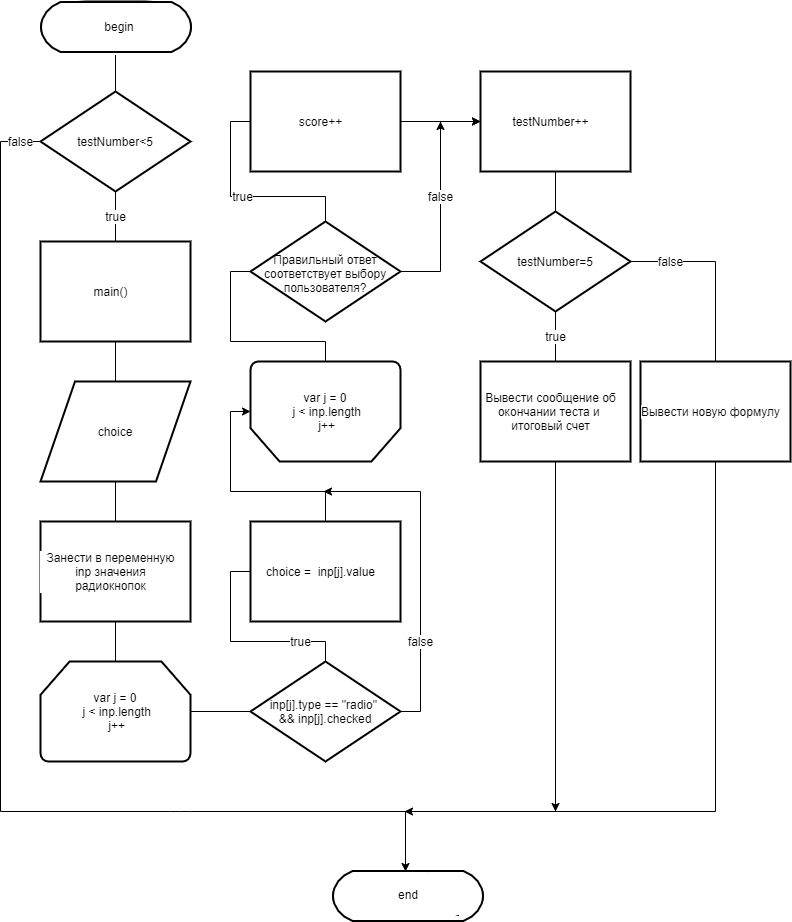 begin
testNumber<5
false
true
main()
choice
Занести в переменную
inp значения
радиокнопок
var j = 0
j < inp.length
j++
inp[j].type == "radio"
&& inp[j].checked
true
false
choice = inp[j].value
var j = 0
j < inp.length
j++
Правильный ответ
соответствует выбору
пользователя?
true
false
score++
testNumber++
testNumber=5
false
true
Вывести сообщение об
окончании теста и
итоговый счет
Вывести новую формулу
end